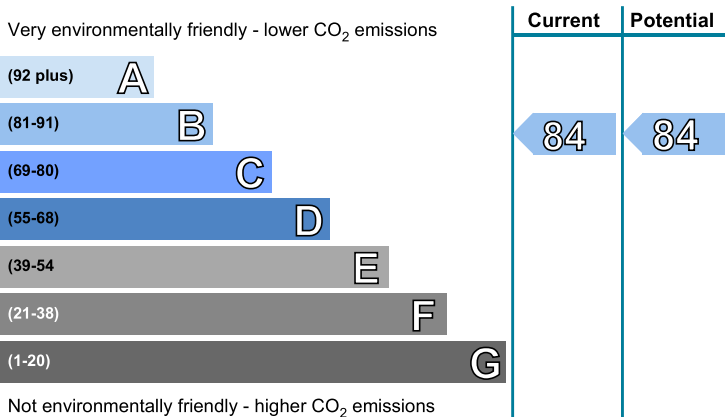 Very environmentally friendly - lower CO2 emissions
Current
Potential
(92 plus) A
(81-91) B
84
84
(69-80) C
(55-68) D
(39-54 E
(21-38) F
(1-20) G
Not environmentally friendly - higher CO2 emissions